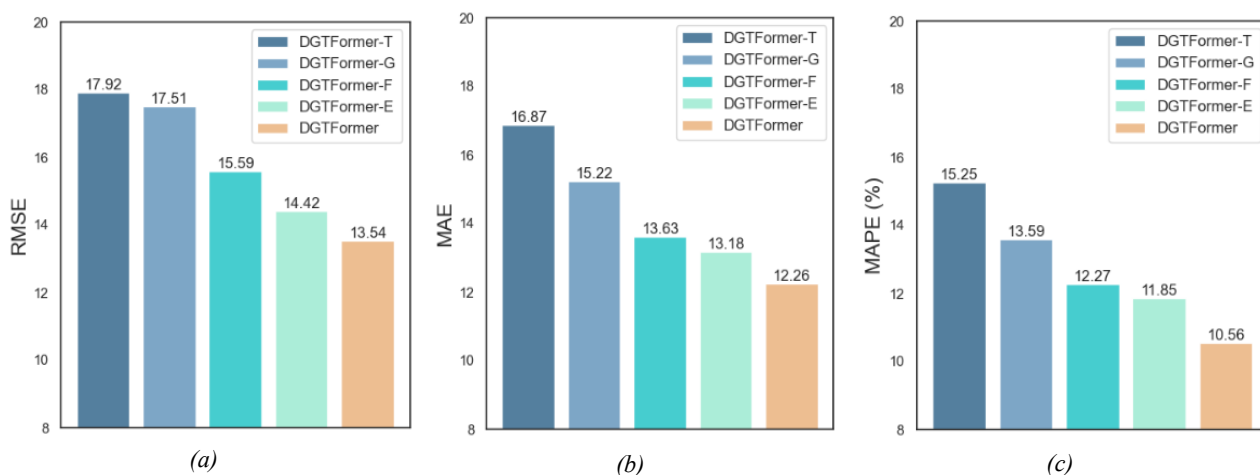 RMSE
20
18
16
14
12
10
8
17.92
17.51
15.59
14.42
13.54
DGTFormer-T
DGTFormer-G
DGTFormer-F
DGTFormer-E
DGTFormer
(a)
MAE
20
18
16
14
12
10
8
16.87
15.22
13.63
13.18
12.26
DGTFormer-T
DGTFormer-G
DGTFormer-F
DGTFormer-E
DGTFormer
(b)
MAPE (%)
20
18
16
14
12
10
8
15.25
13.59
12.27
11.85
10.56
DGTFormer-T
DGTFormer-G
DGTFormer-F
DGTFormer-E
DGTFormer
(c)